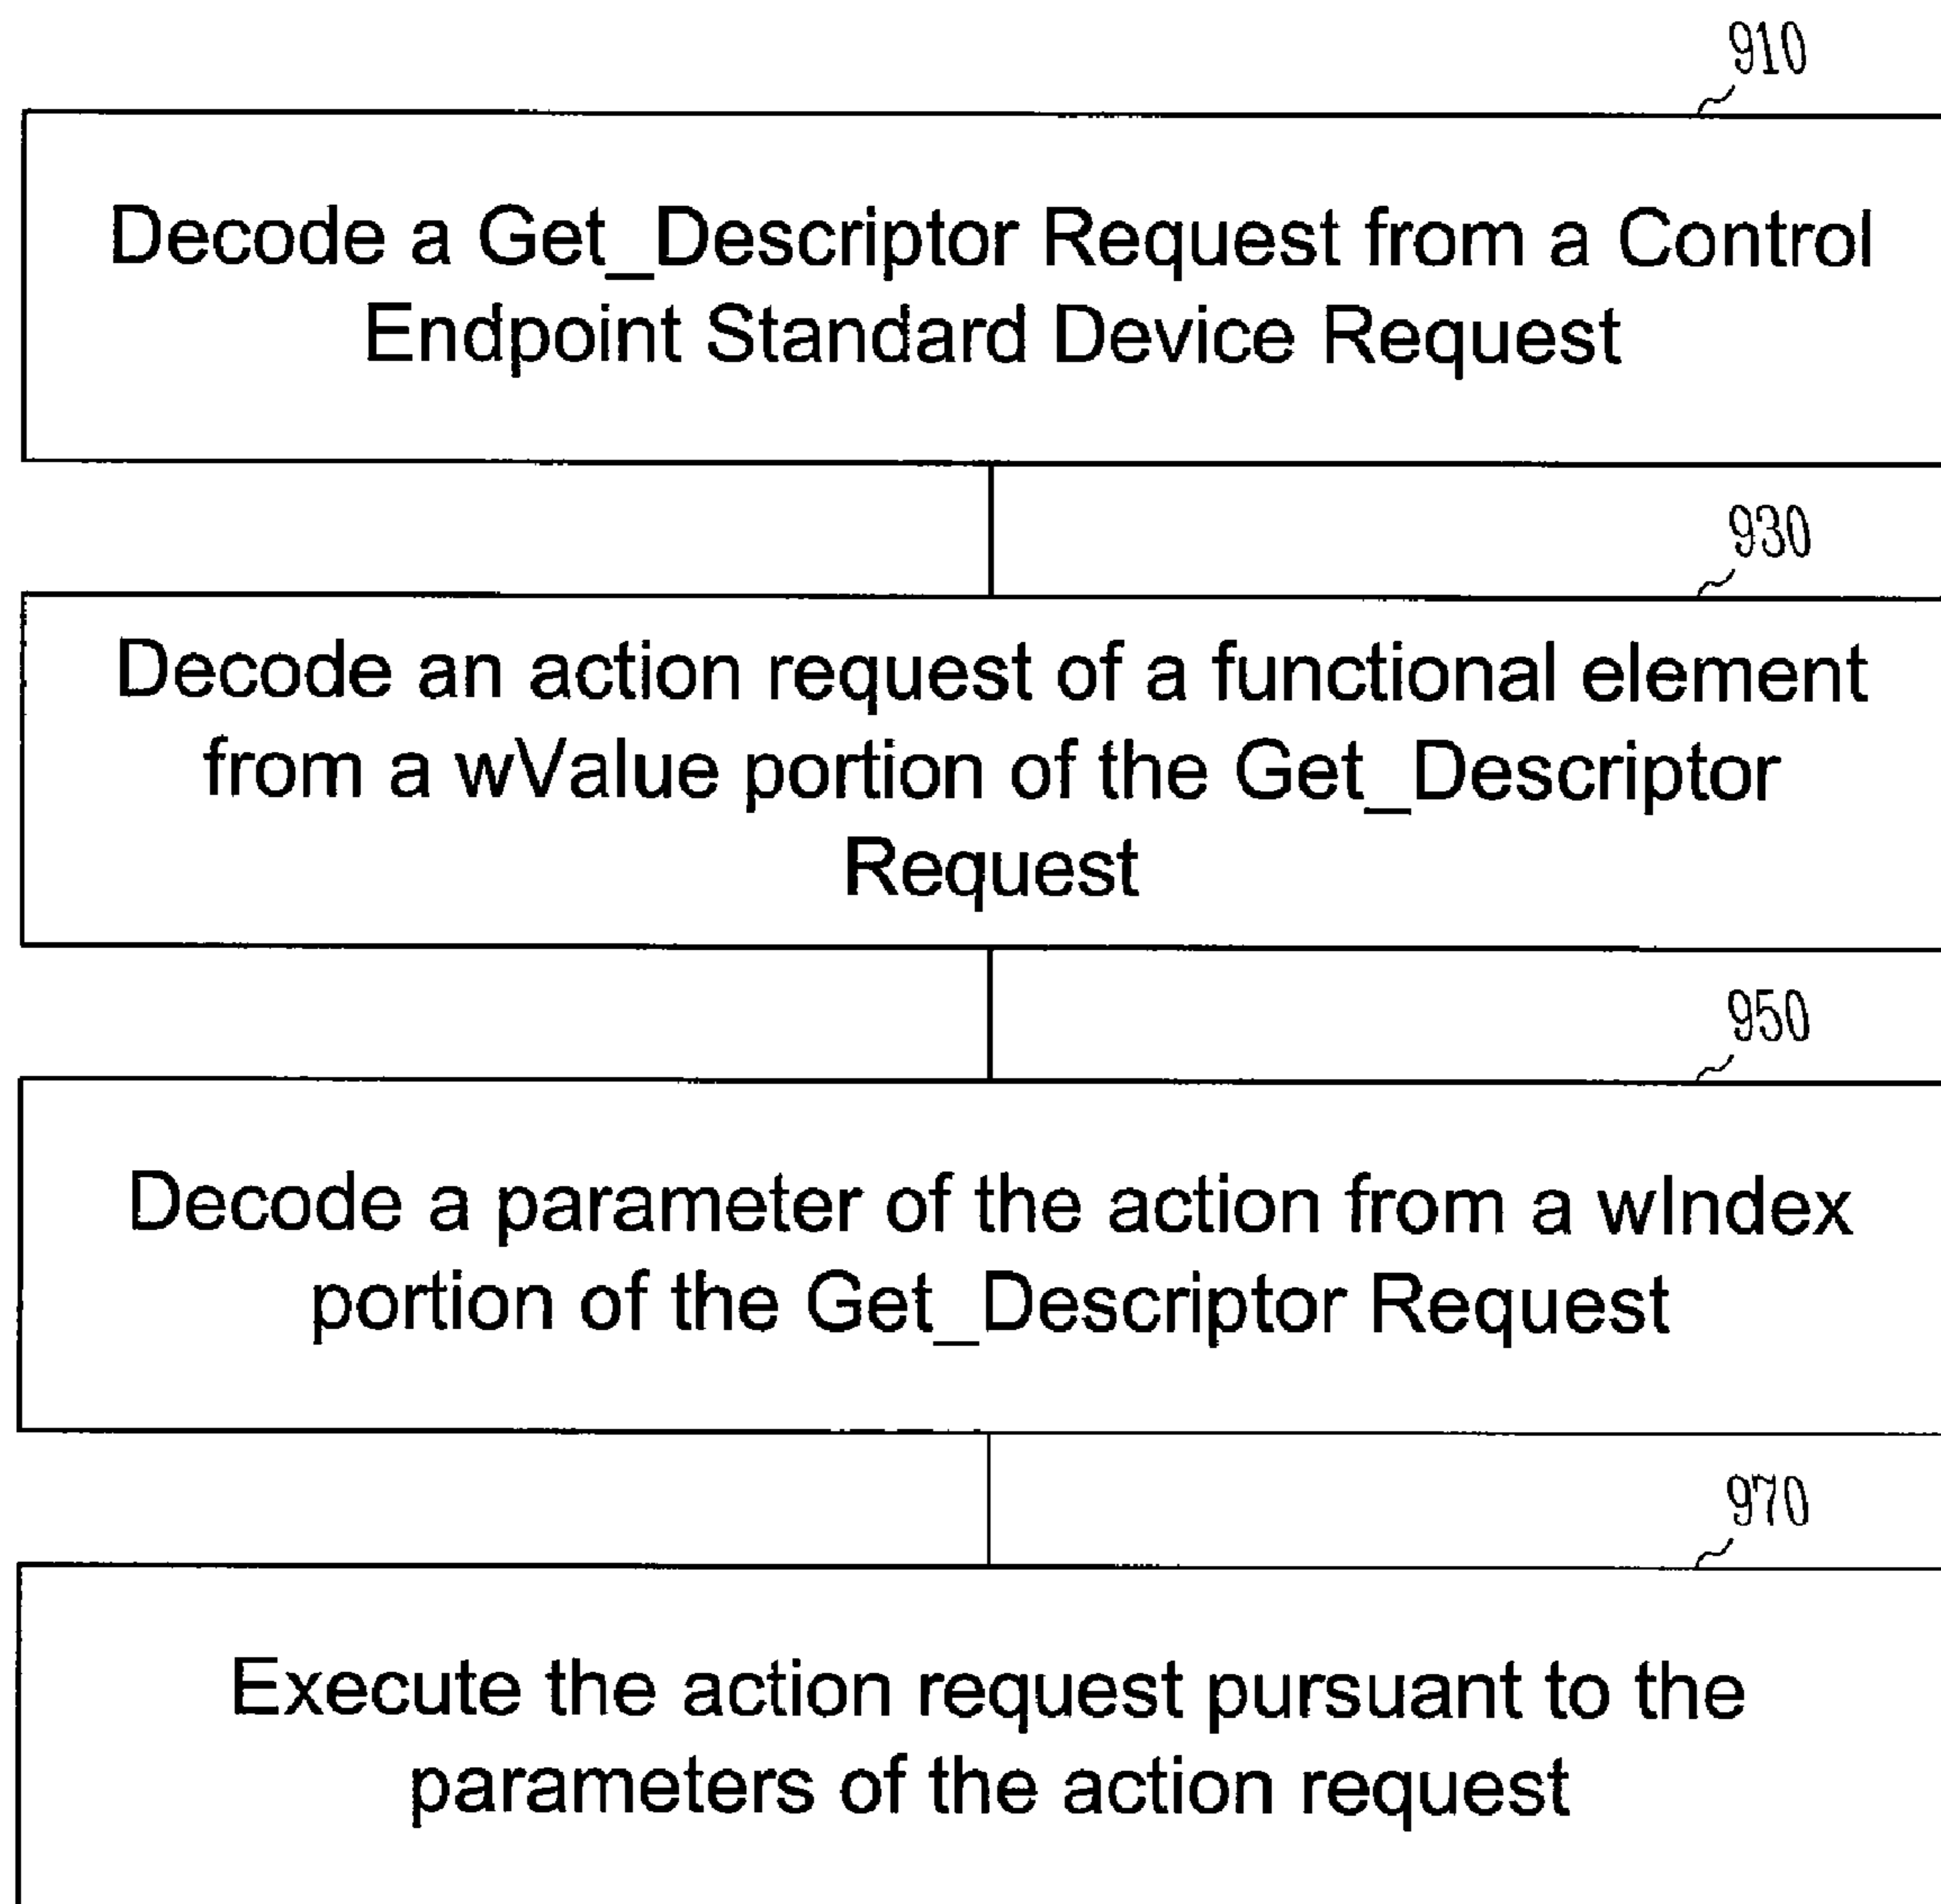 910
Decode a Get_Descriptor Request from a Control
Endpoint Standard Device Request
930
Decode an action request of a functional element
from a wValue portion of the Get_Descriptor
Request
950
Decode a parameter of the action from a wIndex
portion of the Get_Descriptor Request
970
Execute the action request pursuant to the
parameters of the action request